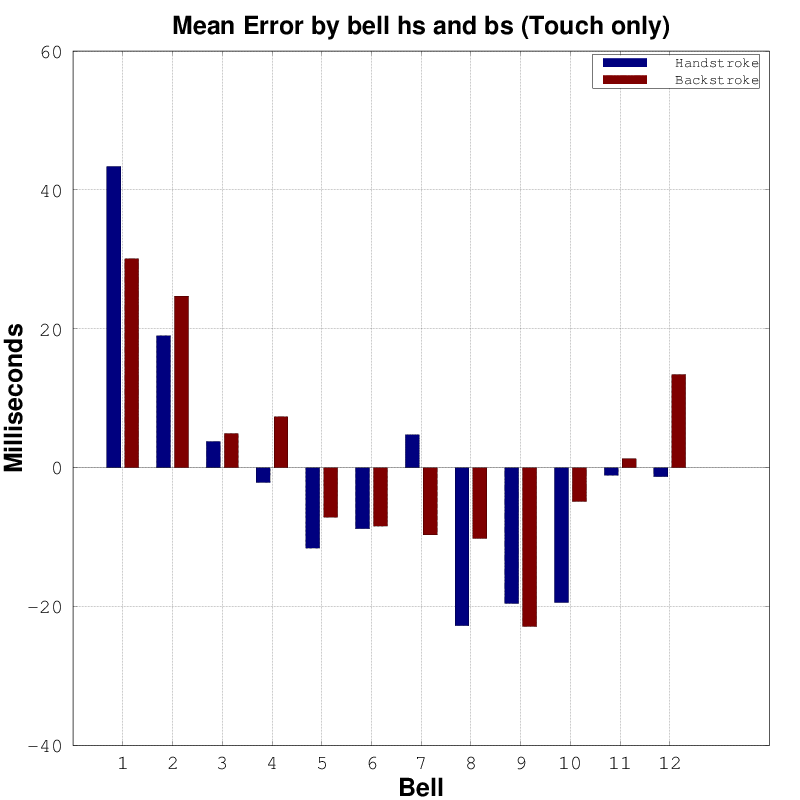 Mean Error by bell hs and bs (Touch only)
Handstroke
Backstroke
Milliseconds
60
40
20
0
-20
-40
1 2 3 4 5 6 7 8 9 10 11 12
Bell